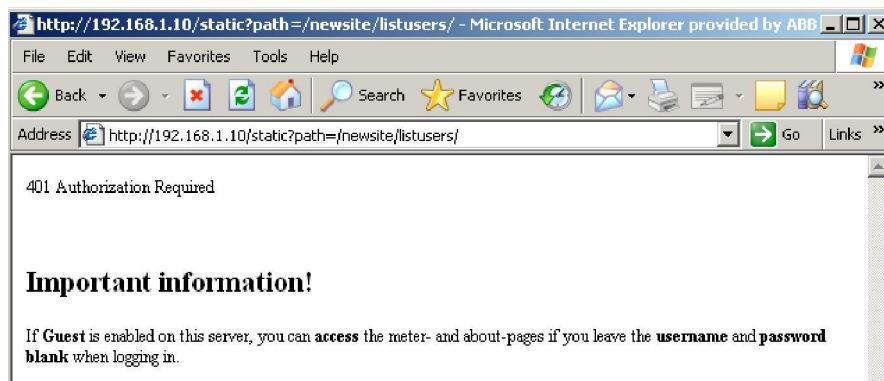 http://192.168.1.10/static?path=/newsite/listusers/ - Microsoft Internet Explorer provided by ABB
File Edit View Favorites Tools Help
Back Search Favorites »
Address http://192.168.1.10/static?path=/newsite/listusers/ Go Links »
401 Authorization Required
Important information!
If Guest is enabled on this server, you can access the meter- and about-pages if you leave the username and password
blank when logging in.